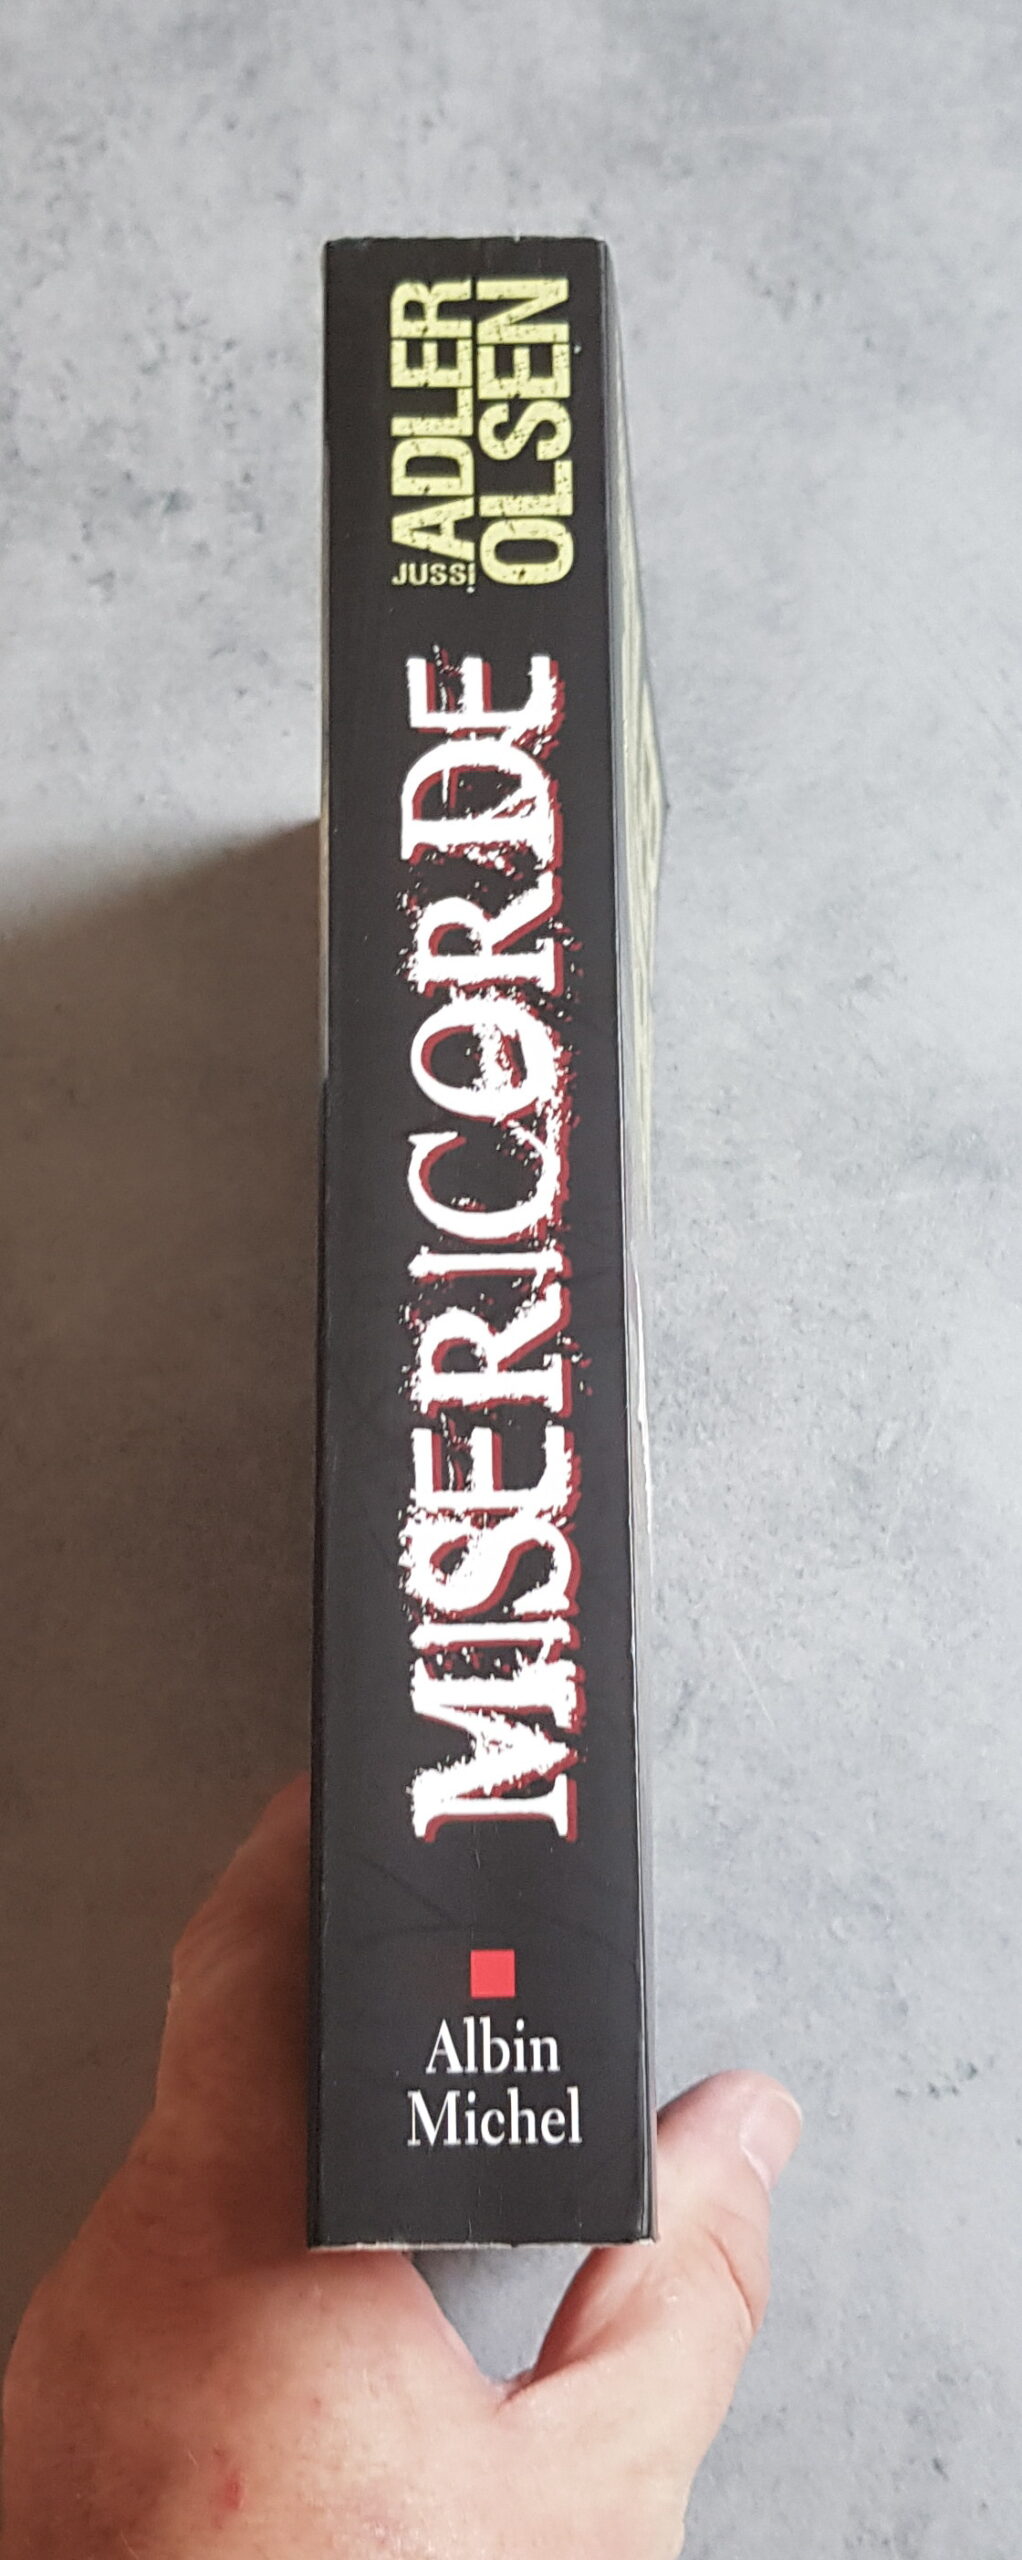 JUSSi ADLER
OLSEN
MISERICORDE
Albin
Michel